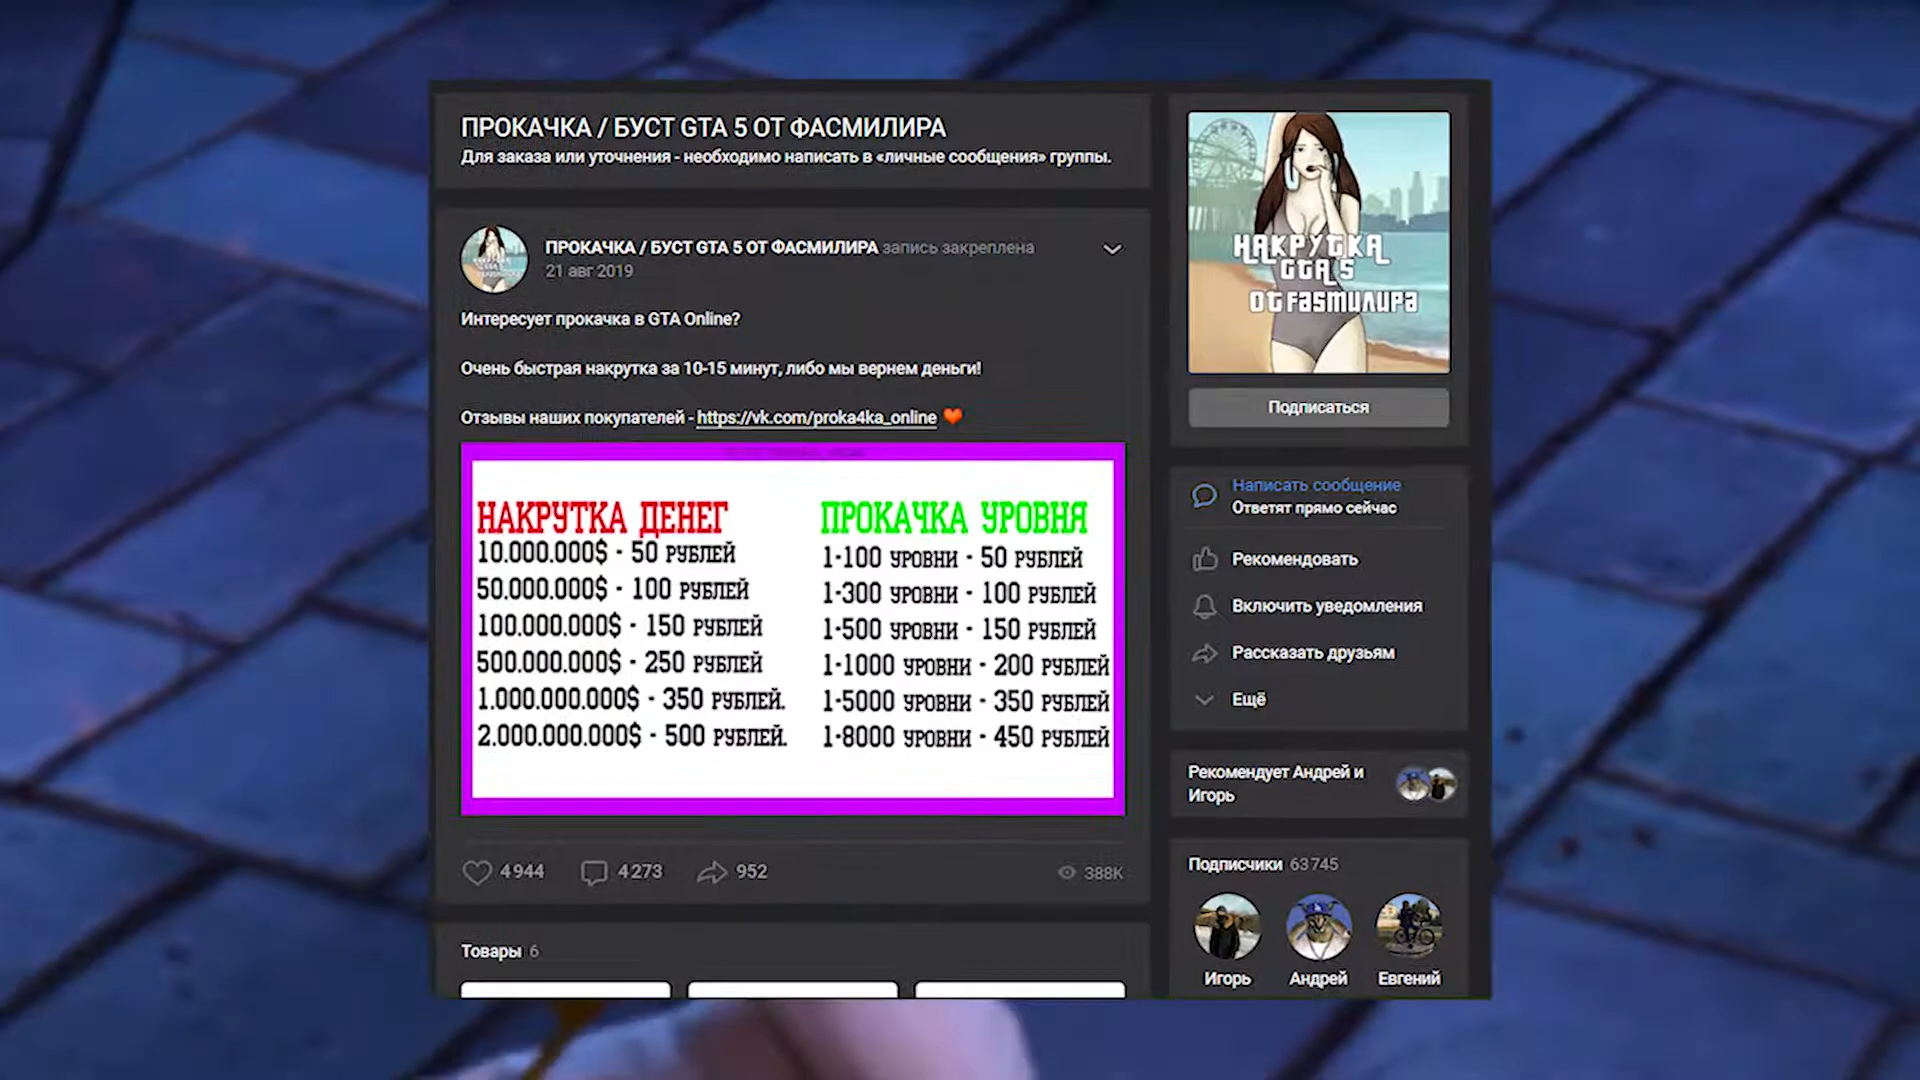 ПРОКАЧКА / БУСТ GTA 5 ОТ ФАСМИЛИРА
Для заказа или уточнения - необходимо написать в «личные сообщения» группы.
ПРОКАЧКА / БУСТ GTA 5 ОТ ФАСМИЛИРА запись закреплена
21 авг 2019
Интересует прокачка в GTA Online?
Очень быстрая накрутка за 10-15 минут, либо мы вернем деньги!
Отзывы наших покупателей - https://vk.com/proka4ka_online
НАКРУТКА ДЕНЕГ
10.000.000$ - 50 РУБЛЕЙ
50.000.000$ - 100 РУБЛЕЙ
100.000.000$ - 150 РУБЛЕЙ
500.000.000$ - 250 РУБЛЕЙ
1.000.000.000$ - 350 РУБЛЕЙ.
2.000.000.000$ - 500 РУБЛЕЙ.
ПРОКАЧКА УРОВНЯ
1-100 УРОВНИ - 50 РУБЛЕЙ
1-300 УРОВНИ - 100 РУБЛЕЙ
1-500 УРОВНИ - 150 РУБЛЕЙ
1-1000 УРОВНИ - 200 РУБЛЕЙ
1-5000 УРОВНИ - 350 РУБЛЕЙ
1-8000 УРОВНИ - 450 РУБЛЕЙ
4 944
4 273
952
388K
Товары 6
НАКРУТКА
GTA 5
ОТ FASMИЛИРА
Подписаться
Написать сообщение
Ответят прямо сейчас
Рекомендовать
Включить уведомления
Рассказать друзьям
Ещё
Рекомендует Андрей и
Игорь
Подписчики 63 745
Игорь
Андрей
Евгений